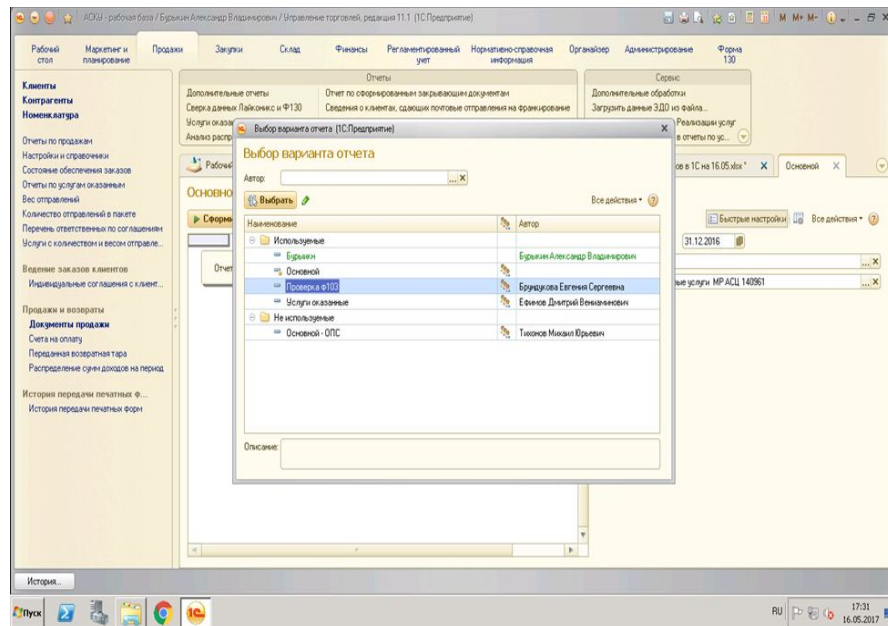 АСКУ - рабочая база / Бурыкин Александр Владимирович / Управление торговлей, редакция 11.1 (1С:Предприятие)
M M+ M-
Рабочий стол
Маркетинг и планирование
Продажи
Закупки
Склад
Финансы
Регламентированный учет
Нормативно-справочная информация
Органайзер
Администрирование
Форма 130
Клиенты
Контрагенты
Номенклатура
Отчеты по продажам
Настройки и справочники
Состояние обеспечения заказов
Отчеты по услугам оказанным
Вес отправлений
Количество отправлений в пакете
Перечень ответственных по соглашениям
Услуги с количеством и весом отправле...
Ведение заказов клиентов
Индивидуальные соглашения с клиент...
Продажи и возвраты
Документы продажи
Счета на оплату
Переданная возвратная тара
Распределение сумм доходов на период
История передачи печатных ф...
История передачи печатных форм
Отчеты
Дополнительные отчеты
Отчет по сформированным закрывающим документам
Сверка данных Лайконикс и Ф130
Сведения о клиентах, сдающих почтовые отправления на франкирование
Услуги оказан
Анализ распр
Сервис
Дополнительные обработки
Загрузить данные ЭДО из файла...
Реализации услуг
в отчеты по ус...
Рабочи
ов в 1С на 16.05.xlsx *
X
Основной
X
Основно
Сформи
Быстрые настройки
Все действия
31.12.2016
Отчет
... X
ые услуги МР АСЦ 140961
... X
Выбор варианта отчета (1С:Предприятие)
X
Выбор варианта отчета
Автор:
... X
Выбрать
Все действия
Наименование
Автор
Используемые
Бурыкин
Бурыкин Александр Владимирович
Основной
Проверка ф103
Брундукова Евгения Сергеевна
Услуги оказанные
Ефимов Дмитрий Вениаминович
Не используемые
Основной - ОПС
Тихонов Михаил Юрьевич
Описание:
История...
Пуск
RU
17:31
16.05.2017